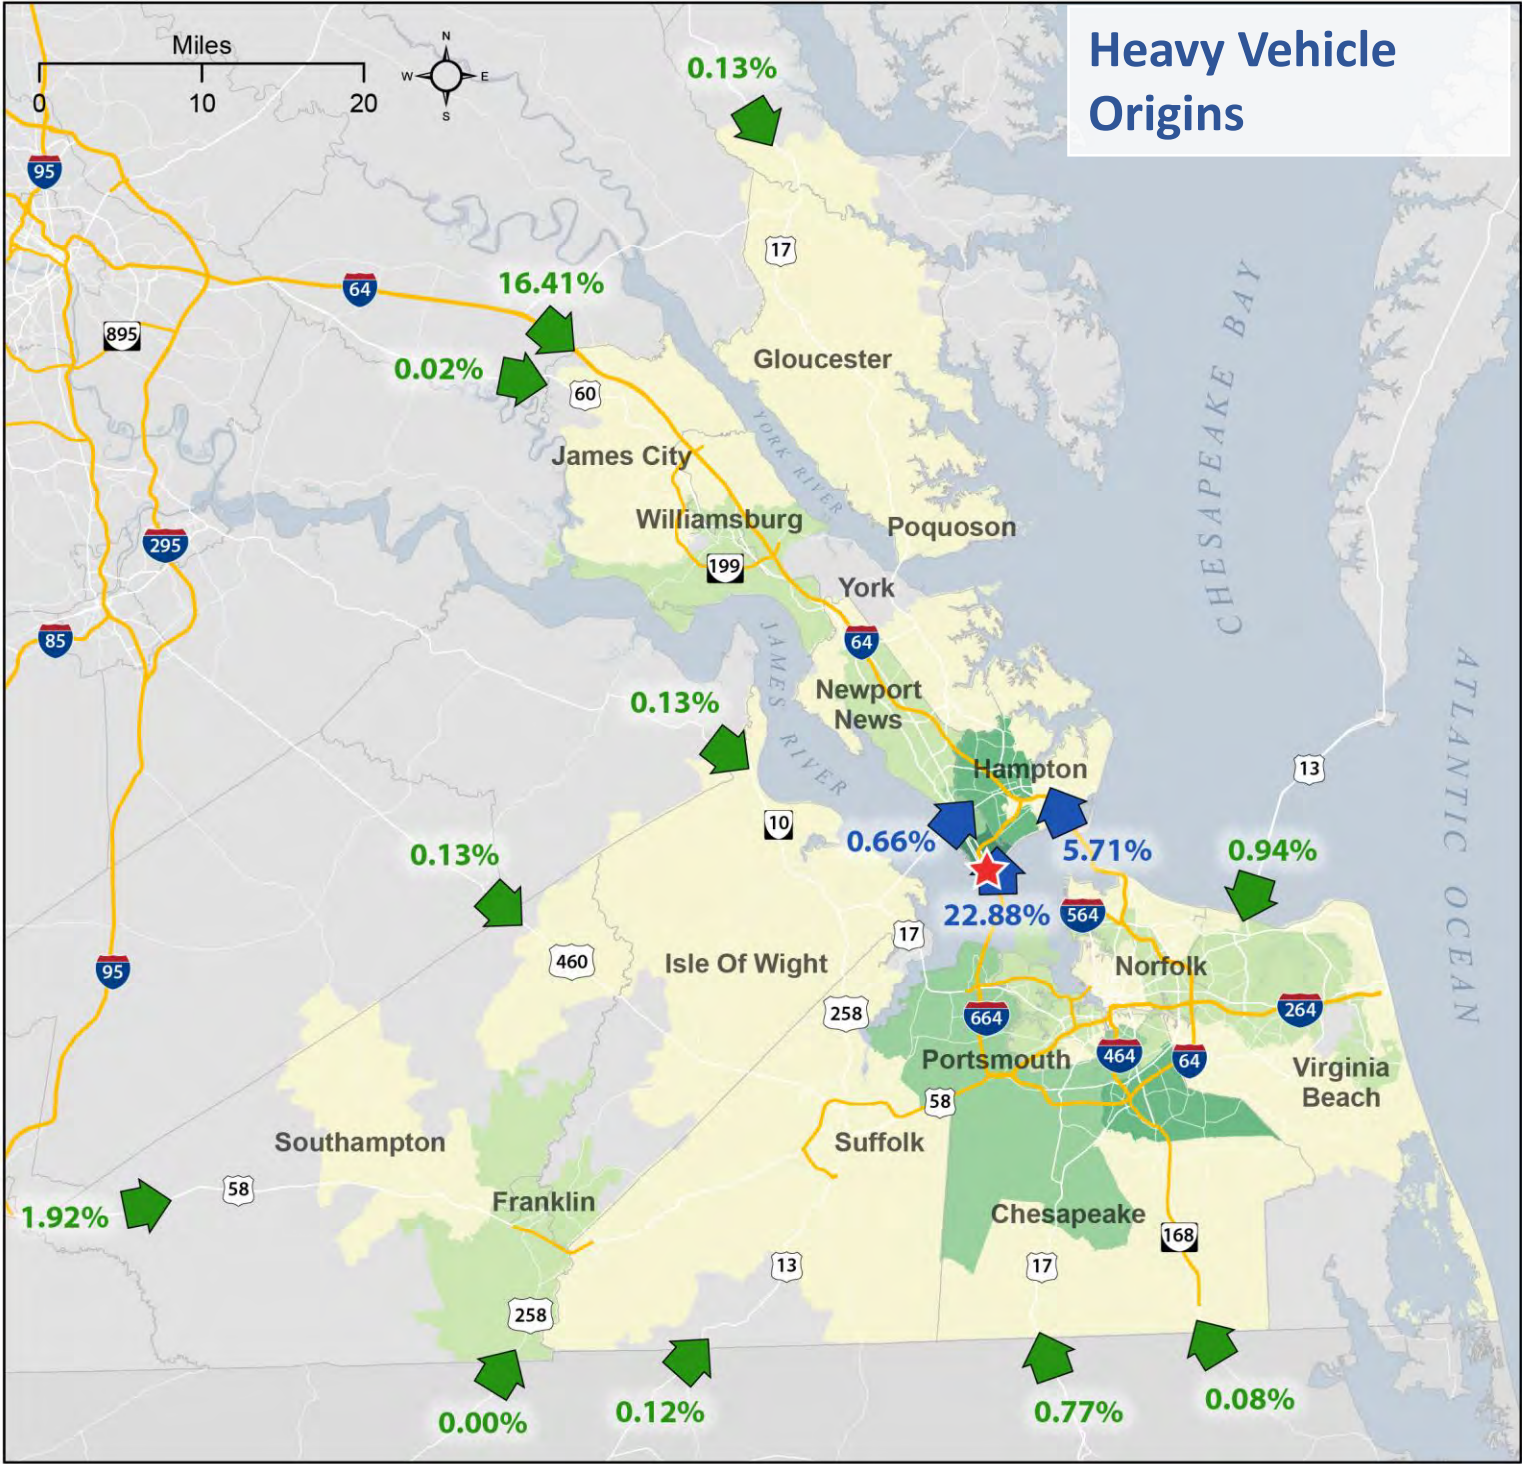 Heavy Vehicle
Origins
Miles
0
10
20
N
W
E
S
0.13%
95
17
64
16.41%
895
0.02%
60
Gloucester
CHESAPEAKE BAY
YORK RIVER
James City
Williamsburg
Poquoson
295
199
York
85
64
JAMES RIVER
ATLANTIC OCEAN
Newport
News
0.13%
Hampton
13
10
0.66%
5.71%
0.94%
0.13%
22.88%
564
17
460
Isle Of Wight
Norfolk
95
258
664
264
Portsmouth
464
64
Virginia
Beach
58
Southampton
Suffolk
58
Franklin
1.92%
Chesapeake
168
13
17
258
0.00%
0.12%
0.77%
0.08%